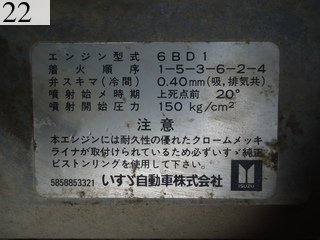 22
エンジン型式 6BD1
着火順序 1-5-3-6-2-4
弁スキマ(冷間) 0.40mm(吸,排気共)
噴射始メ時期 上死点前 20°
噴射開始圧力 150kg/cm²
注意
本エンジンには耐久性の優れたクロームメッキ
ライナが取付けられているため必ずいすゞ純正
ピストンリングを使用して下さい。
5858853321 いすゞ自動車株式会社
ISUZU